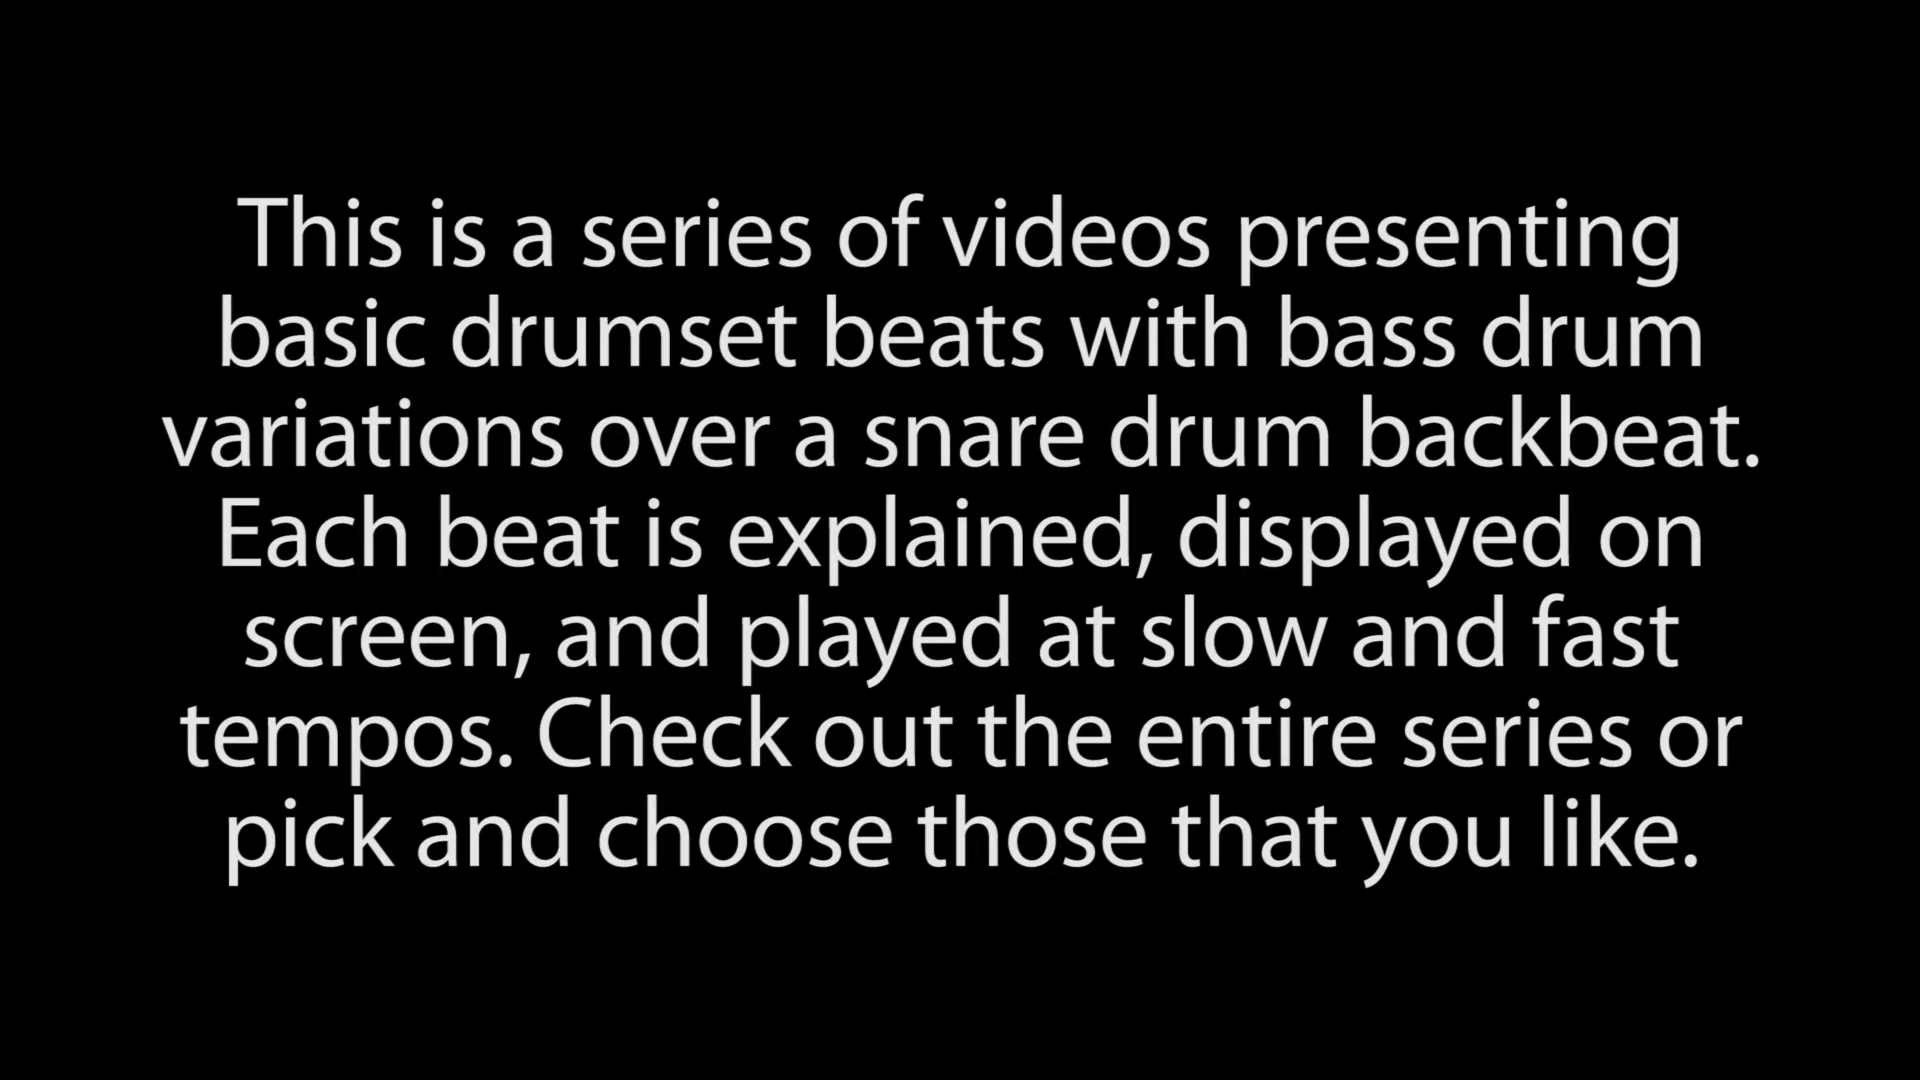 This is a series of videos presenting
basic drumset beats with bass drum
variations over a snare drum backbeat.
Each beat is explained, displayed on
screen, and played at slow and fast
tempos. Check out the entire series or
pick and choose those that you like.